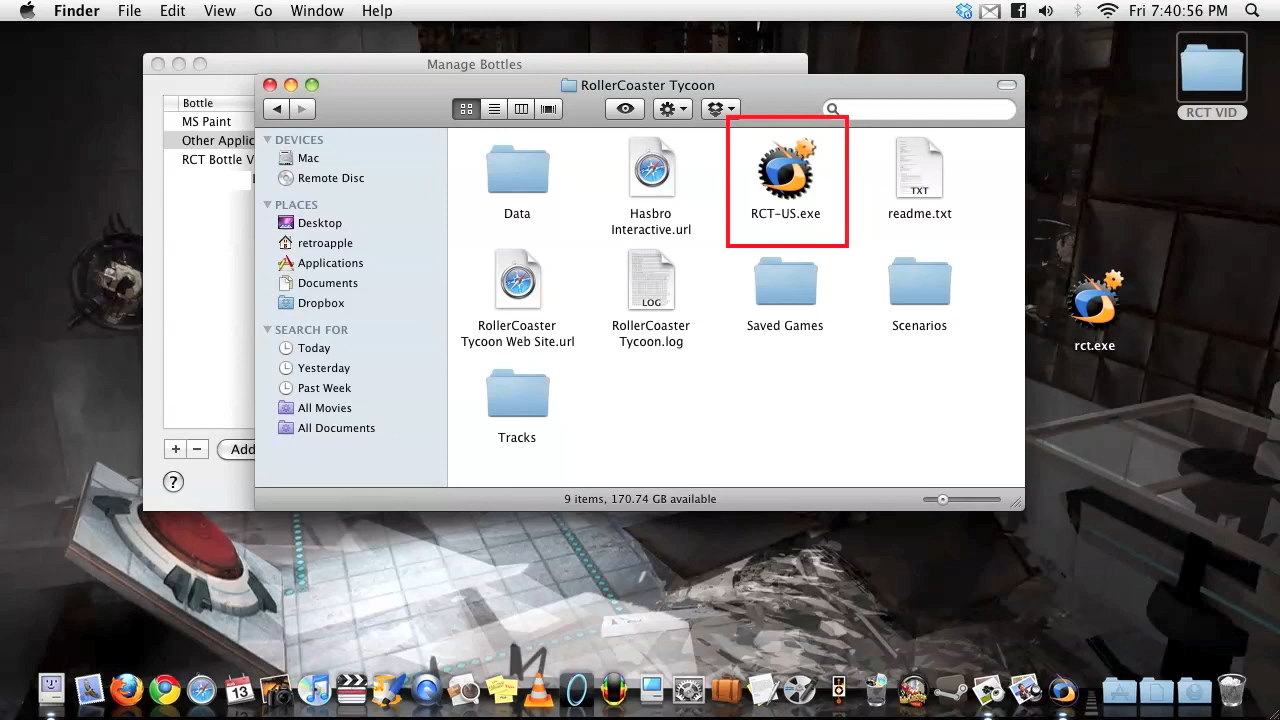 Finder File Edit View Go Window Help
Fri 7:40:56 PM
Manage Bottles
RollerCoaster Tycoon
RCT VID
Bottle
MS Paint
Other Applic
RCT Bottle V
Add
?
DEVICES
Mac
Remote Disc
PLACES
Desktop
retroapple
Applications
Documents
Dropbox
SEARCH FOR
Today
Yesterday
Past Week
All Movies
All Documents
Data
Hasbro
Interactive.url
RCT-US.exe
TXT
readme.txt
RollerCoaster
Tycoon Web Site.url
LOG
RollerCoaster
Tycoon.log
Saved Games
Scenarios
Tracks
rct.exe
9 items, 170.74 GB available
13